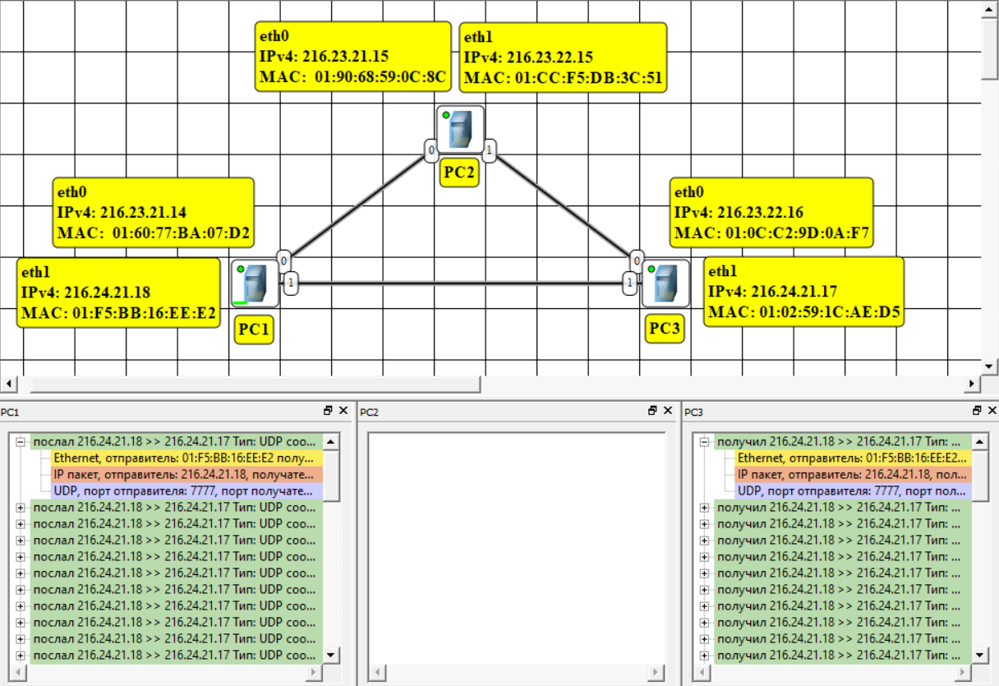 eth0
IPv4: 216.23.21.15
MAC: 01:90:68:59:0C:8C
eth1
IPv4: 216.23.22.15
MAC: 01:CC:F5:DB:3C:51
0
1
PC2
eth0
IPv4: 216.23.21.14
MAC: 01:60:77:BA:07:D2
eth0
IPv4: 216.23.22.16
MAC: 01:0C:C2:9D:0A:F7
eth1
IPv4: 216.24.21.18
MAC: 01:F5:BB:16:EE:E2
0
1
PC1
0
1
PC3
eth1
IPv4: 216.24.21.17
MAC: 01:02:59:1C:AE:D5
PC1
послал 216.24.21.18 >> 216.24.21.17 Тип: UDP соо...
Ethernet, отправитель: 01:F5:BB:16:EE:E2 полу...
IP пакет, отправитель: 216.24.21.18, получате...
UDP, порт отправителя: 7777, порт получате...
послал 216.24.21.18 >> 216.24.21.17 Тип: UDP соо...
послал 216.24.21.18 >> 216.24.21.17 Тип: UDP соо...
послал 216.24.21.18 >> 216.24.21.17 Тип: UDP соо...
послал 216.24.21.18 >> 216.24.21.17 Тип: UDP соо...
послал 216.24.21.18 >> 216.24.21.17 Тип: UDP соо...
послал 216.24.21.18 >> 216.24.21.17 Тип: UDP соо...
послал 216.24.21.18 >> 216.24.21.17 Тип: UDP соо...
послал 216.24.21.18 >> 216.24.21.17 Тип: UDP соо...
послал 216.24.21.18 >> 216.24.21.17 Тип: UDP соо...
послал 216.24.21.18 >> 216.24.21.17 Тип: UDP соо...
PC2
PC3
получил 216.24.21.18 >> 216.24.21.17 Тип: ...
Ethernet, отправитель: 01:F5:BB:16:EE:E2...
IP пакет, отправитель: 216.24.21.18, пол...
UDP, порт отправителя: 7777, порт пол...
получил 216.24.21.18 >> 216.24.21.17 Тип: ...
получил 216.24.21.18 >> 216.24.21.17 Тип: ...
получил 216.24.21.18 >> 216.24.21.17 Тип: ...
получил 216.24.21.18 >> 216.24.21.17 Тип: ...
получил 216.24.21.18 >> 216.24.21.17 Тип: ...
получил 216.24.21.18 >> 216.24.21.17 Тип: ...
получил 216.24.21.18 >> 216.24.21.17 Тип: ...
получил 216.24.21.18 >> 216.24.21.17 Тип: ...
получил 216.24.21.18 >> 216.24.21.17 Тип: ...
получил 216.24.21.18 >> 216.24.21.17 Тип: ...